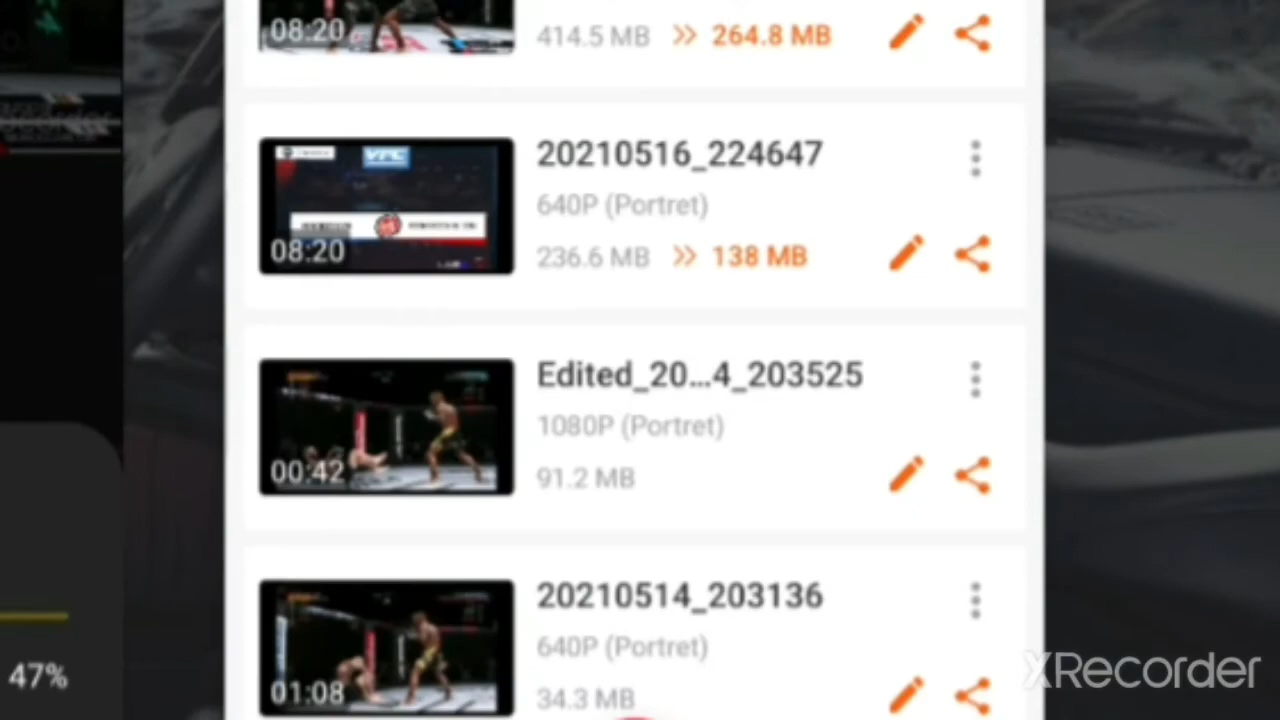 08:20
414.5 MB >> 264.8 MB
20210516_224647
640P (Portret)
08:20
236.6 MB >> 138 MB
Edited_20...4_203525
1080P (Portret)
00:42
91.2 MB
20210514_203136
640P (Portret)
01:08
34.3 MB
47%
XRecorder